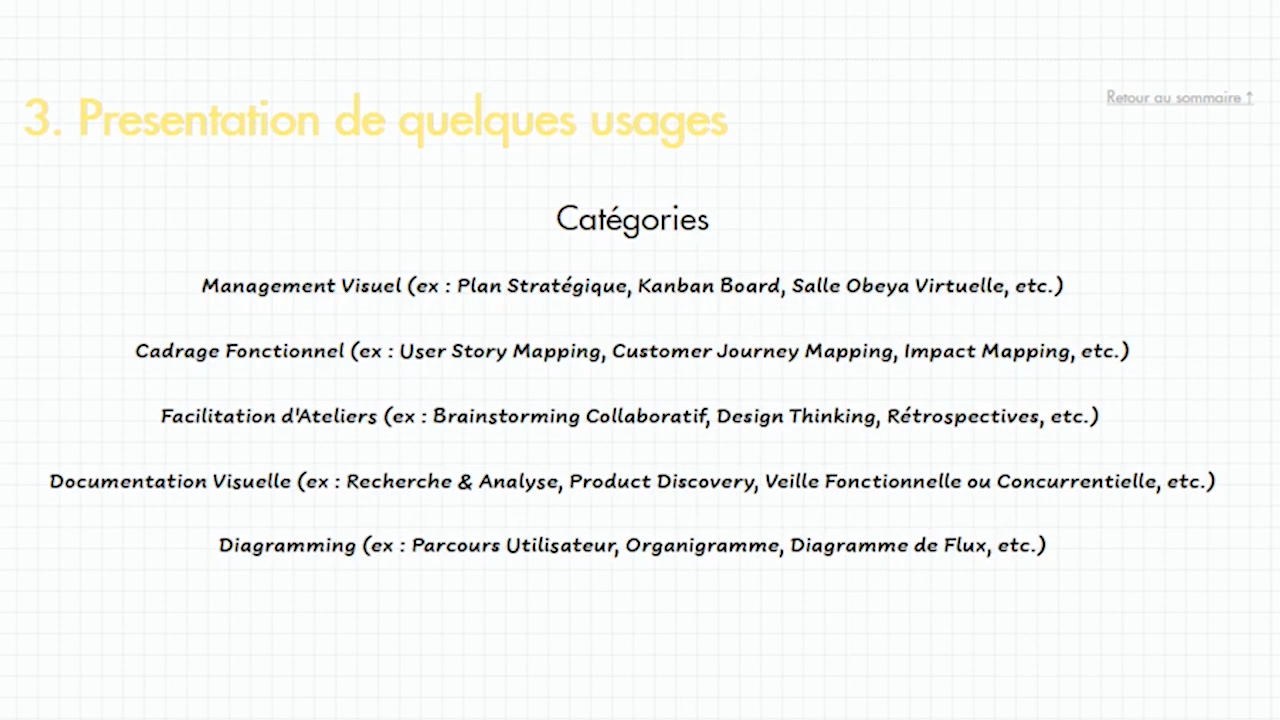 3. Presentation de quelques usages
Retour au sommaire ↑
Catégories
Management Visuel (ex : Plan Stratégique, Kanban Board, Salle Obeya Virtuelle, etc.)
Cadrage Fonctionnel (ex : User Story Mapping, Customer Journey Mapping, Impact Mapping, etc.)
Facilitation d'Ateliers (ex : Brainstorming Collaboratif, Design Thinking, Rétrospectives, etc.)
Documentation Visuelle (ex : Recherche & Analyse, Product Discovery, Veille Fonctionnelle ou Concurrentielle, etc.)
Diagramming (ex : Parcours Utilisateur, Organigramme, Diagramme de Flux, etc.)